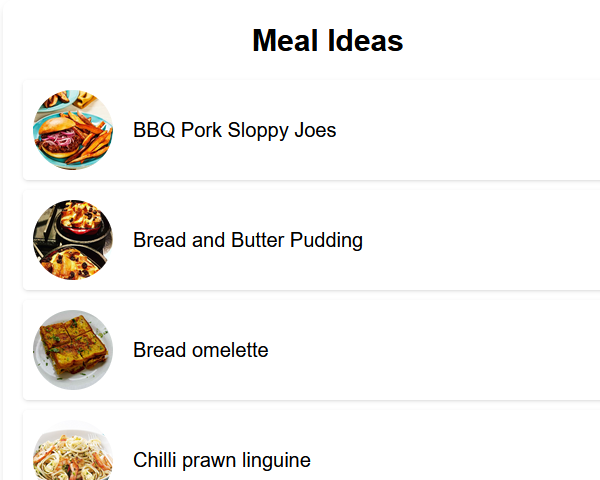 Meal Ideas
BBQ Pork Sloppy Joes
Bread and Butter Pudding
Bread omelette
Chilli prawn linguine